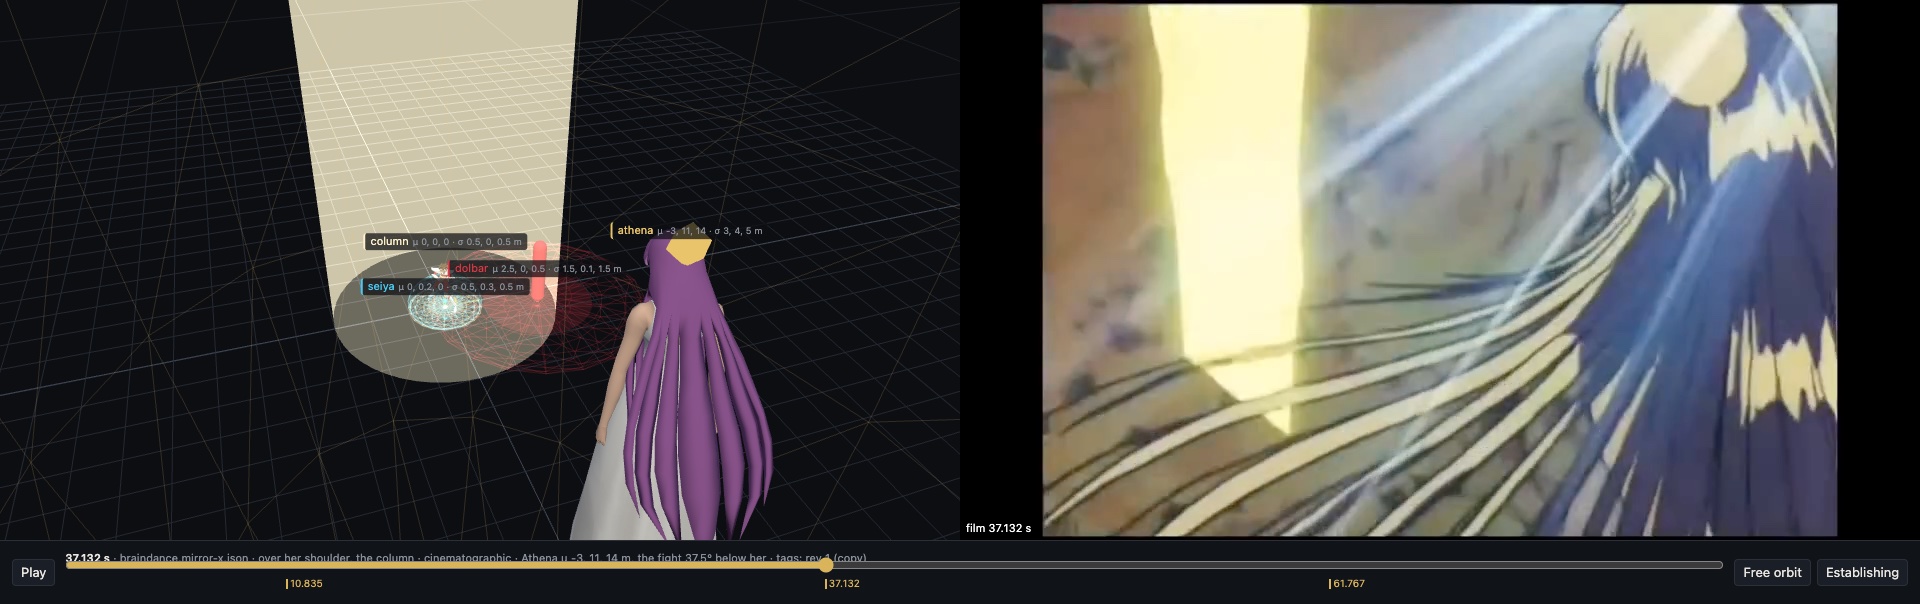 athena μ -3, 11, 14 · σ 3, 4, 5 m
column μ 0, 0, 0 · σ 0.5, 0, 0.5 m
dolbar μ 2.5, 0, 0.5 · σ 1.5, 0.1, 1.5 m
seiya μ 0, 0.2, 0 · σ 0.5, 0.3, 0.5 m
film 37.132 s
37.132 s · braindance mirror-x json · over her shoulder, the column · cinematographic · Athena μ -3, 11, 14 m, the fight 37.5° below her · tags: rev 1 (copy)
Play
10.835
37.132
61.767
Free orbit
Establishing